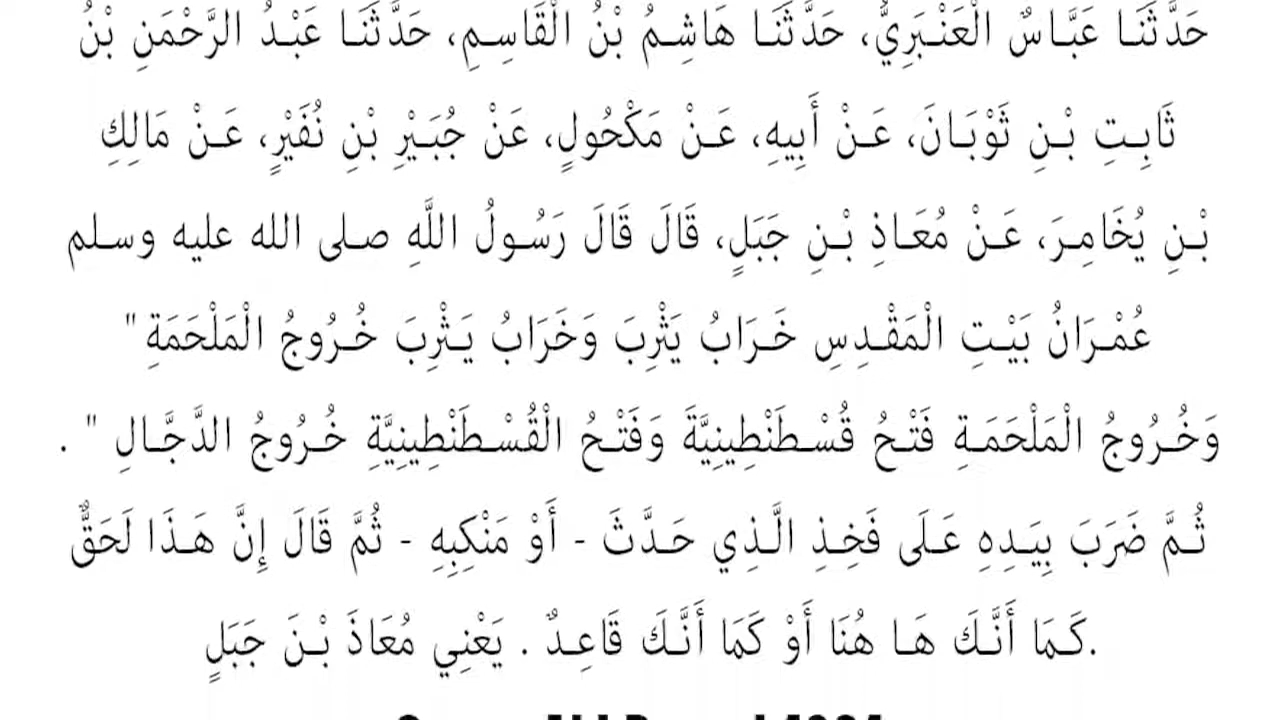 حَدَّثَنَا عَبَّاسٌ الْعَنْبَرِيُّ، حَدَّثَنَا هَاشِمُ بْنُ الْقَاسِمِ، حَدَّثَنَا عَبْدُ الرَّحْمَنِ بْنُ
ثَابِتِ بْنِ ثَوْبَانَ، عَنْ أَبِيهِ، عَنْ مَكْحُولٍ، عَنْ جُبَيْرِ بْنِ نُفَيْرٍ، عَنْ مَالِكِ
بْنِ يُخَامِرَ، عَنْ مُعَاذِ بْنِ جَبَلٍ، قَالَ قَالَ رَسُولُ اللَّهِ صلى الله عليه وسلم
عُمْرَانُ بَيْتِ الْمَقْدِسِ خَرَابُ يَثْرِبَ وَخَرَابُ يَثْرِبَ خُرُوجُ الْمَلْحَمَةِ "
وَخُرُوجُ الْمَلْحَمَةِ فَتْحُ قُسْطَنْطِينِيَّةَ وَفَتْحُ الْقُسْطَنْطِينِيَّةِ خُرُوجُ الدَّجَّالِ " .
ثُمَّ ضَرَبَ بِيَدِهِ عَلَى فَخِذِ الَّذِي حَدَّثَ - أَوْ مَنْكِبِهِ - ثُمَّ قَالَ إِنَّ هَذَا لَحَقٌّ
.كَمَا أَنَّكَ هَا هُنَا أَوْ كَمَا أَنَّكَ قَاعِدٌ . يَعْنِي مُعَاذَ بْنَ جَبَلٍ